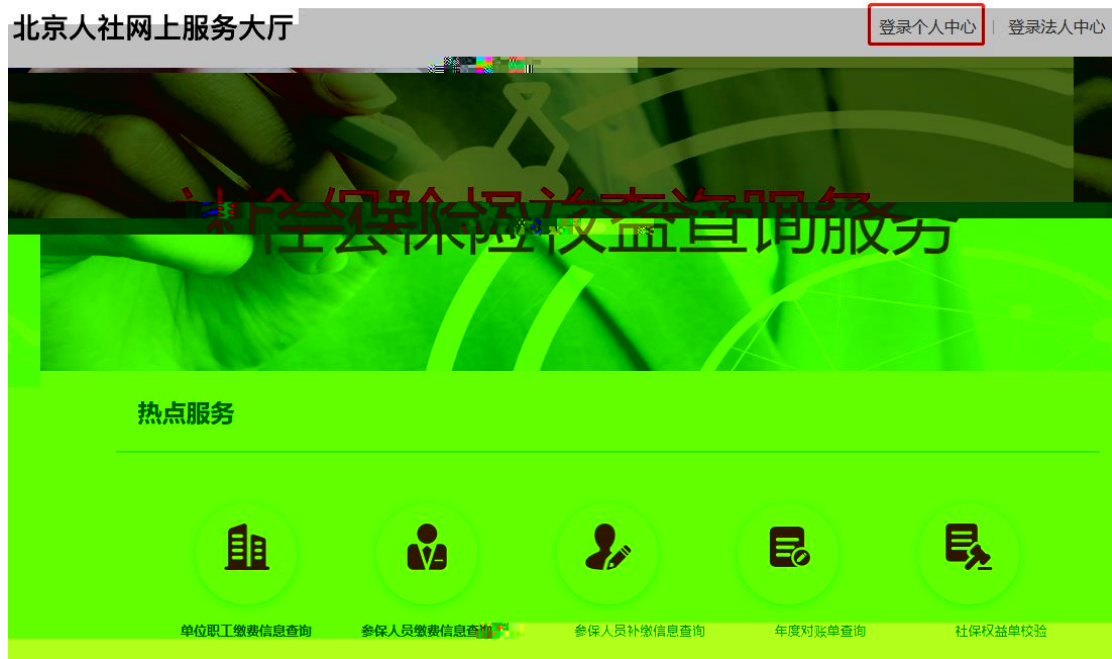 北京人社网上服务大厅
登录个人中心 | 登录法人中心
社会保险权益查询服务
热点服务
单位职工缴费信息查询 参保人员缴费信息查询 参保人员补缴信息查询 年度对账单查询 社保权益单校验